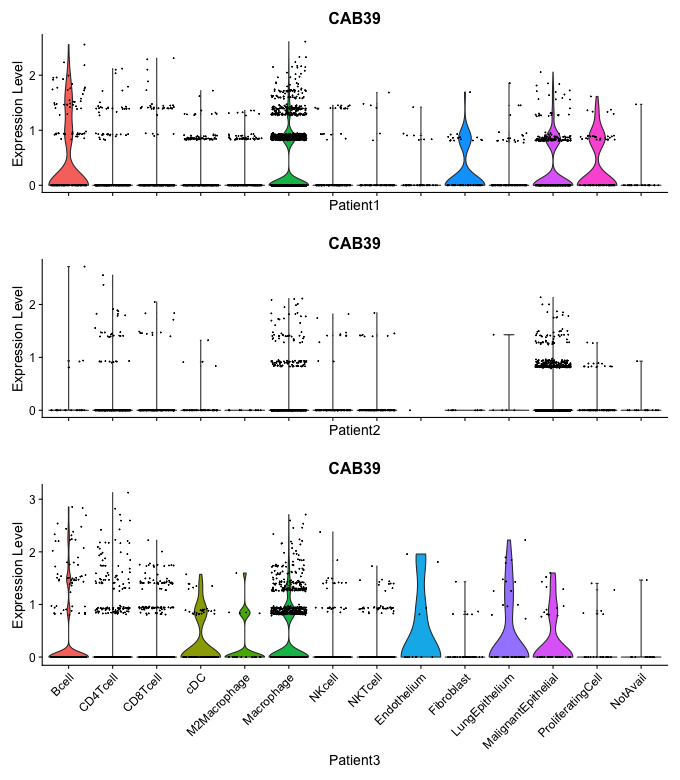 CAB39
Expression Level
2
1
0
Patient1
CAB39
Expression Level
2
1
0
Patient2
CAB39
Expression Level
3
2
1
0
Bcell
CD4Tcell
CD8Tcell
cDC
M2Macrophage
Macrophage
NKcell
NKTcell
Endothelium
Fibroblast
LungEpithelium
MalignantEpithelial
ProliferatingCell
NotAvail
Patient3